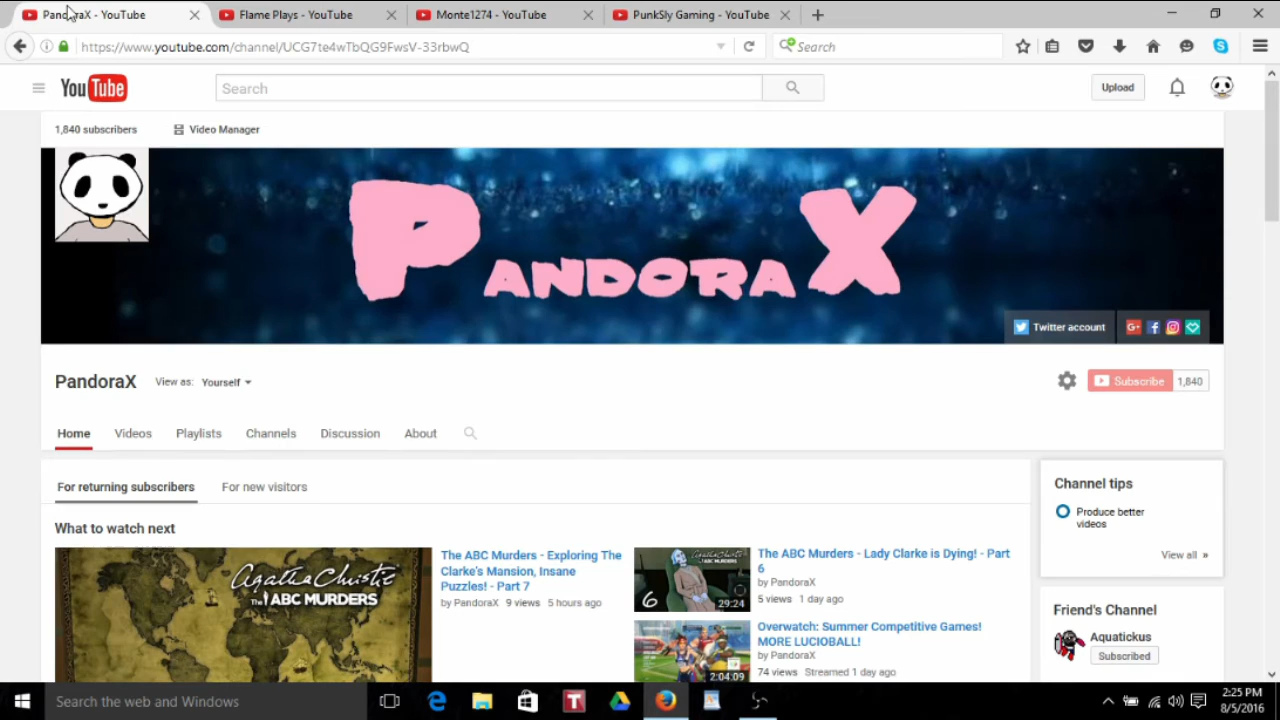 PandoraX - YouTube
Flame Plays - YouTube
Monte1274 - YouTube
PunkSly Gaming - YouTube
https://www.youtube.com/channel/UCG7te4wTbQG9FwsV-33rbwQ
Search
YouTube
Search
Upload
1,840 subscribers
Video Manager
PANDORAX
Twitter account
PandoraX
View as: Yourself
Subscribe 1,840
Home Videos Playlists Channels Discussion About
For returning subscribers For new visitors
What to watch next
Agatha Christie
The ABC MURDERS
The ABC Murders - Exploring The
Clarke's Mansion, Insane
Puzzles! - Part 7
by PandoraX 9 views 5 hours ago
Agatha Christie
The ABC MURDERS
6
29:24
The ABC Murders - Lady Clarke is Dying! - Part
6
by PandoraX
5 views 1 day ago
2:04:09
Overwatch: Summer Competitive Games!
MORE LUCIOBALL!
by PandoraX
74 views Streamed 1 day ago
Channel tips
Produce better
videos
View all »
Friend's Channel
Aquatickus
Subscribed
Search the web and Windows
2:25 PM
8/5/2016